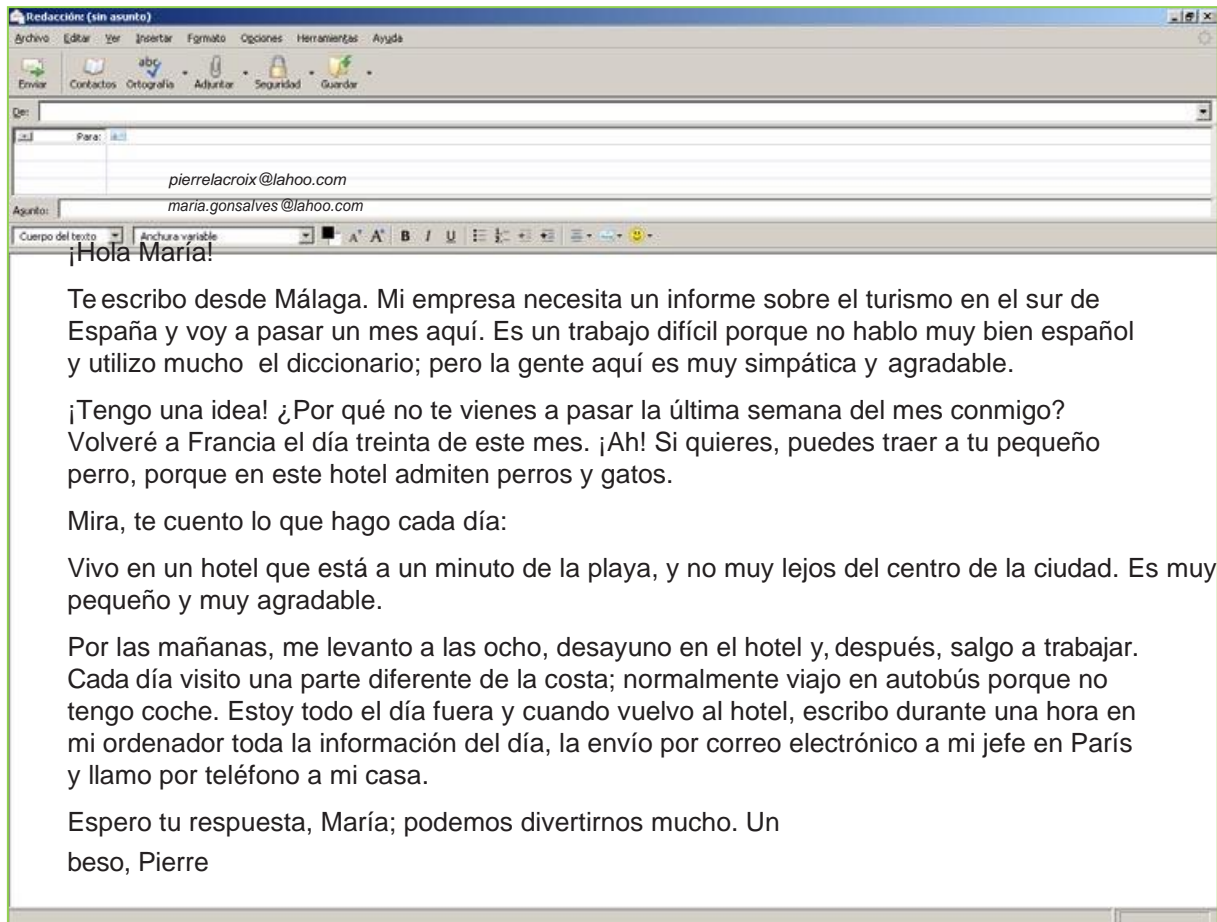 Redacción: (sin asunto)
Archivo Editar Ver Insertar Formato Opciones Herramientas Ayuda
Enviar Contactos Ortografía Adjuntar Seguridad Guardar
De:
Para:
pierrelacroix@lahoo.com
Asunto: maria.gonsalves@lahoo.com
Cuerpo del texto Anchura variable
¡Hola María!
Te escribo desde Málaga. Mi empresa necesita un informe sobre el turismo en el sur de
España y voy a pasar un mes aquí. Es un trabajo difícil porque no hablo muy bien español
y utilizo mucho el diccionario; pero la gente aquí es muy simpática y agradable.
¡Tengo una idea! ¿Por qué no te vienes a pasar la última semana del mes conmigo?
Volveré a Francia el día treinta de este mes. ¡Ah! Si quieres, puedes traer a tu pequeño
perro, porque en este hotel admiten perros y gatos.
Mira, te cuento lo que hago cada día:
Vivo en un hotel que está a un minuto de la playa, y no muy lejos del centro de la ciudad. Es muy
pequeño y muy agradable.
Por las mañanas, me levanto a las ocho, desayuno en el hotel y, después, salgo a trabajar.
Cada día visito una parte diferente de la costa; normalmente viajo en autobús porque no
tengo coche. Estoy todo el día fuera y cuando vuelvo al hotel, escribo durante una hora en
mi ordenador toda la información del día, la envío por correo electrónico a mi jefe en París
y llamo por teléfono a mi casa.
Espero tu respuesta, María; podemos divertirnos mucho. Un
beso, Pierre